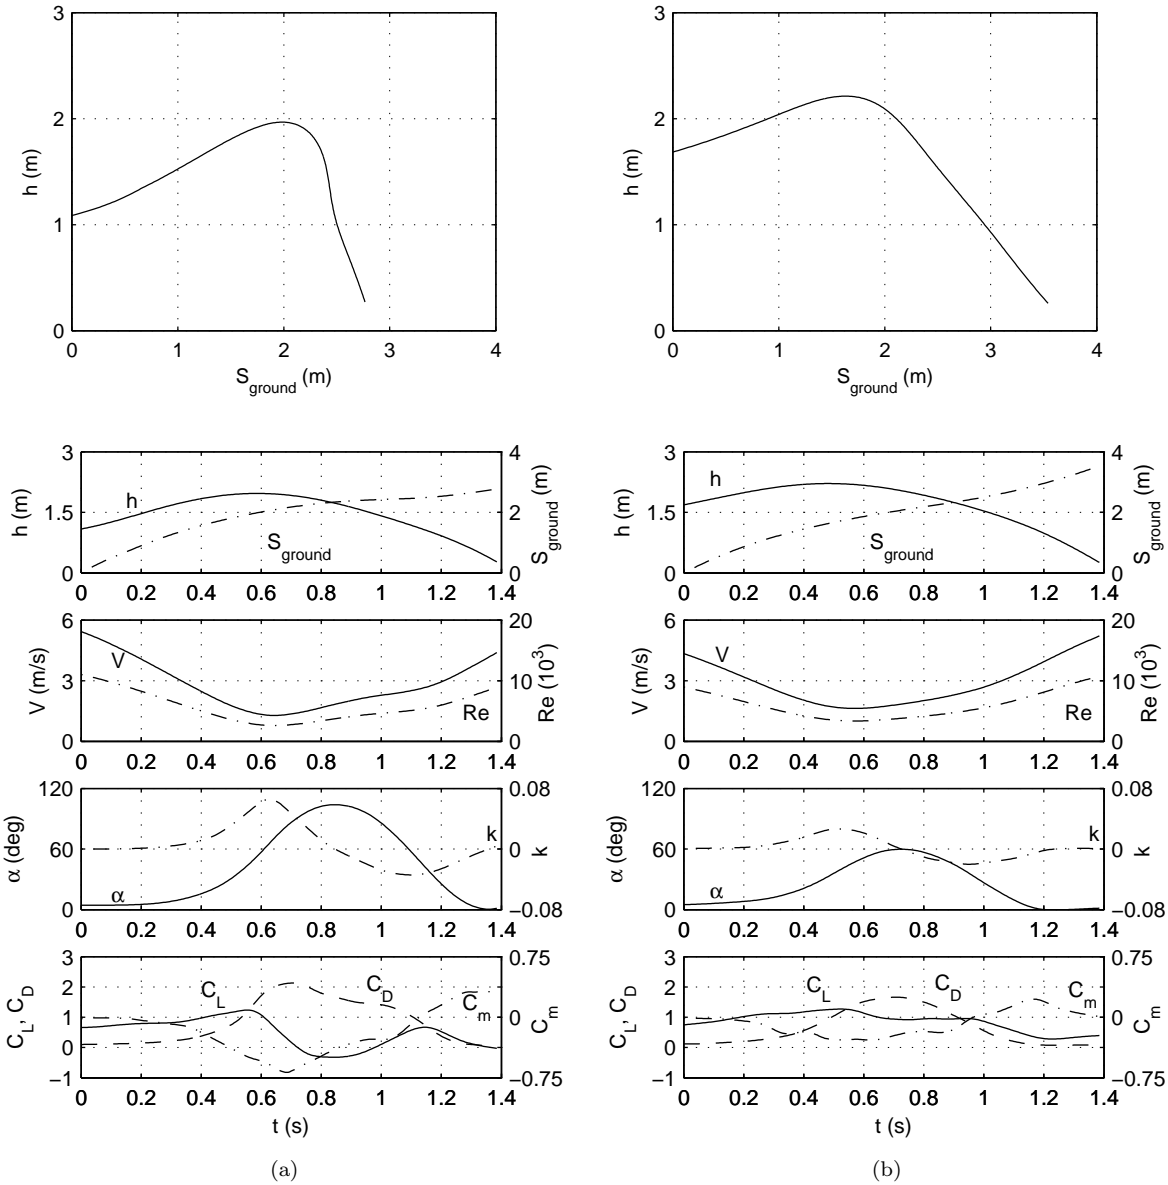 3
2
1
0
h (m)
0 1 2 3 4
S_ground (m)
3
2
1
0
h (m)
0 1 2 3 4
S_ground (m)
3
1.5
0
h (m)
h
S_ground
4
2
0
S_ground (m)
0 0.2 0.4 0.6 0.8 1 1.2 1.4
6
3
0
V (m/s)
V
Re
20
10
0
Re (10^3)
0 0.2 0.4 0.6 0.8 1 1.2 1.4
120
60
0
α (deg)
α
k
0.08
0
−0.08
k
0 0.2 0.4 0.6 0.8 1 1.2 1.4
3
2
1
0
−1
C_L, C_D
C_L
C_D
C_m
0.75
0
−0.75
C_m
0 0.2 0.4 0.6 0.8 1 1.2 1.4
t (s)
(a)
3
1.5
0
h (m)
h
S_ground
4
2
0
S_ground (m)
0 0.2 0.4 0.6 0.8 1 1.2 1.4
6
3
0
V (m/s)
V
Re
20
10
0
Re (10^3)
0 0.2 0.4 0.6 0.8 1 1.2 1.4
120
60
0
α (deg)
α
k
0.08
0
−0.08
k
0 0.2 0.4 0.6 0.8 1 1.2 1.4
3
2
1
0
−1
C_L, C_D
C_L
C_D
C_m
0.75
0
−0.75
C_m
0 0.2 0.4 0.6 0.8 1 1.2 1.4
t (s)
(b)